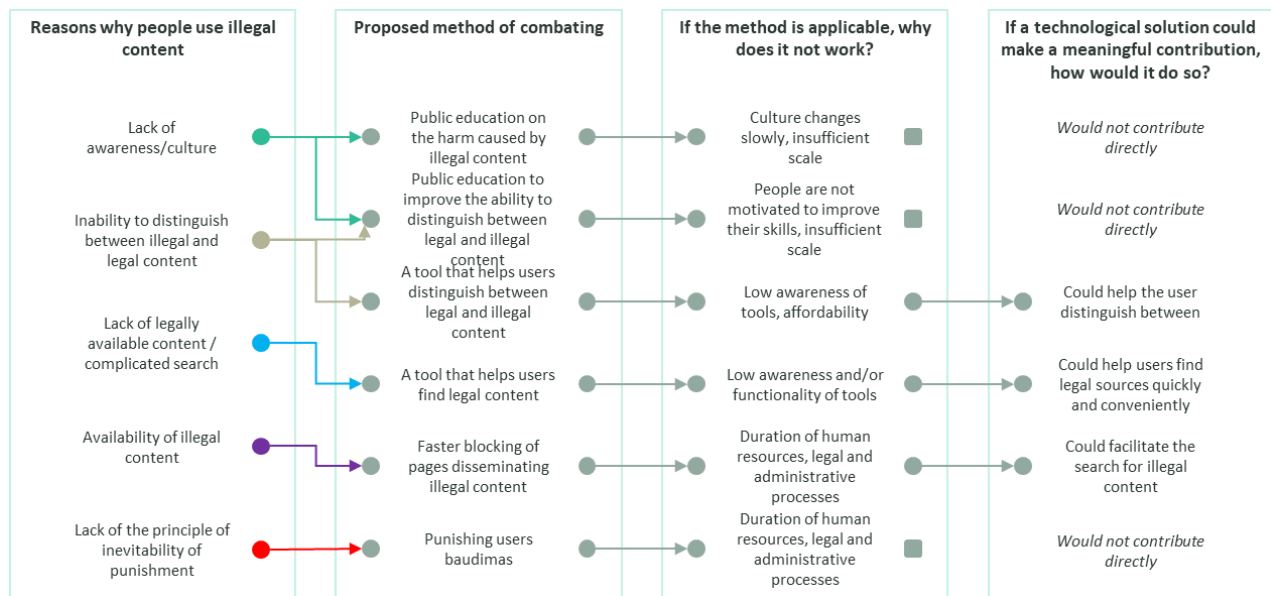 Reasons why people use illegal
content
Lack of
awareness/culture
Inability to distinguish
between illegal and
legal content
Lack of legally
available content /
complicated search
Availability of illegal
content
Lack of the principle of
inevitability of
punishment
Proposed method of combating
Public education on
the harm caused by
illegal content
Public education to
improve the ability to
distinguish between
legal and illegal
content
A tool that helps users
distinguish between
legal and illegal
content
A tool that helps users
find legal content
Faster blocking of
pages disseminating
illegal content
Punishing users
baudimas
If the method is applicable, why
does it not work?
Culture changes
slowly, insufficient
scale
People are not
motivated to improve
their skills, insufficient
scale
Low awareness of
tools, affordability
Low awareness and/or
functionality of tools
Duration of human
resources, legal and
administrative
processes
Duration of human
resources, legal and
administrative
processes
If a technological solution could
make a meaningful contribution,
how would it do so?
Would not contribute
directly
Would not contribute
directly
Could help the user
distinguish between
Could help users find
legal sources quickly
and conveniently
Could facilitate the
search for illegal
content
Would not contribute
directly